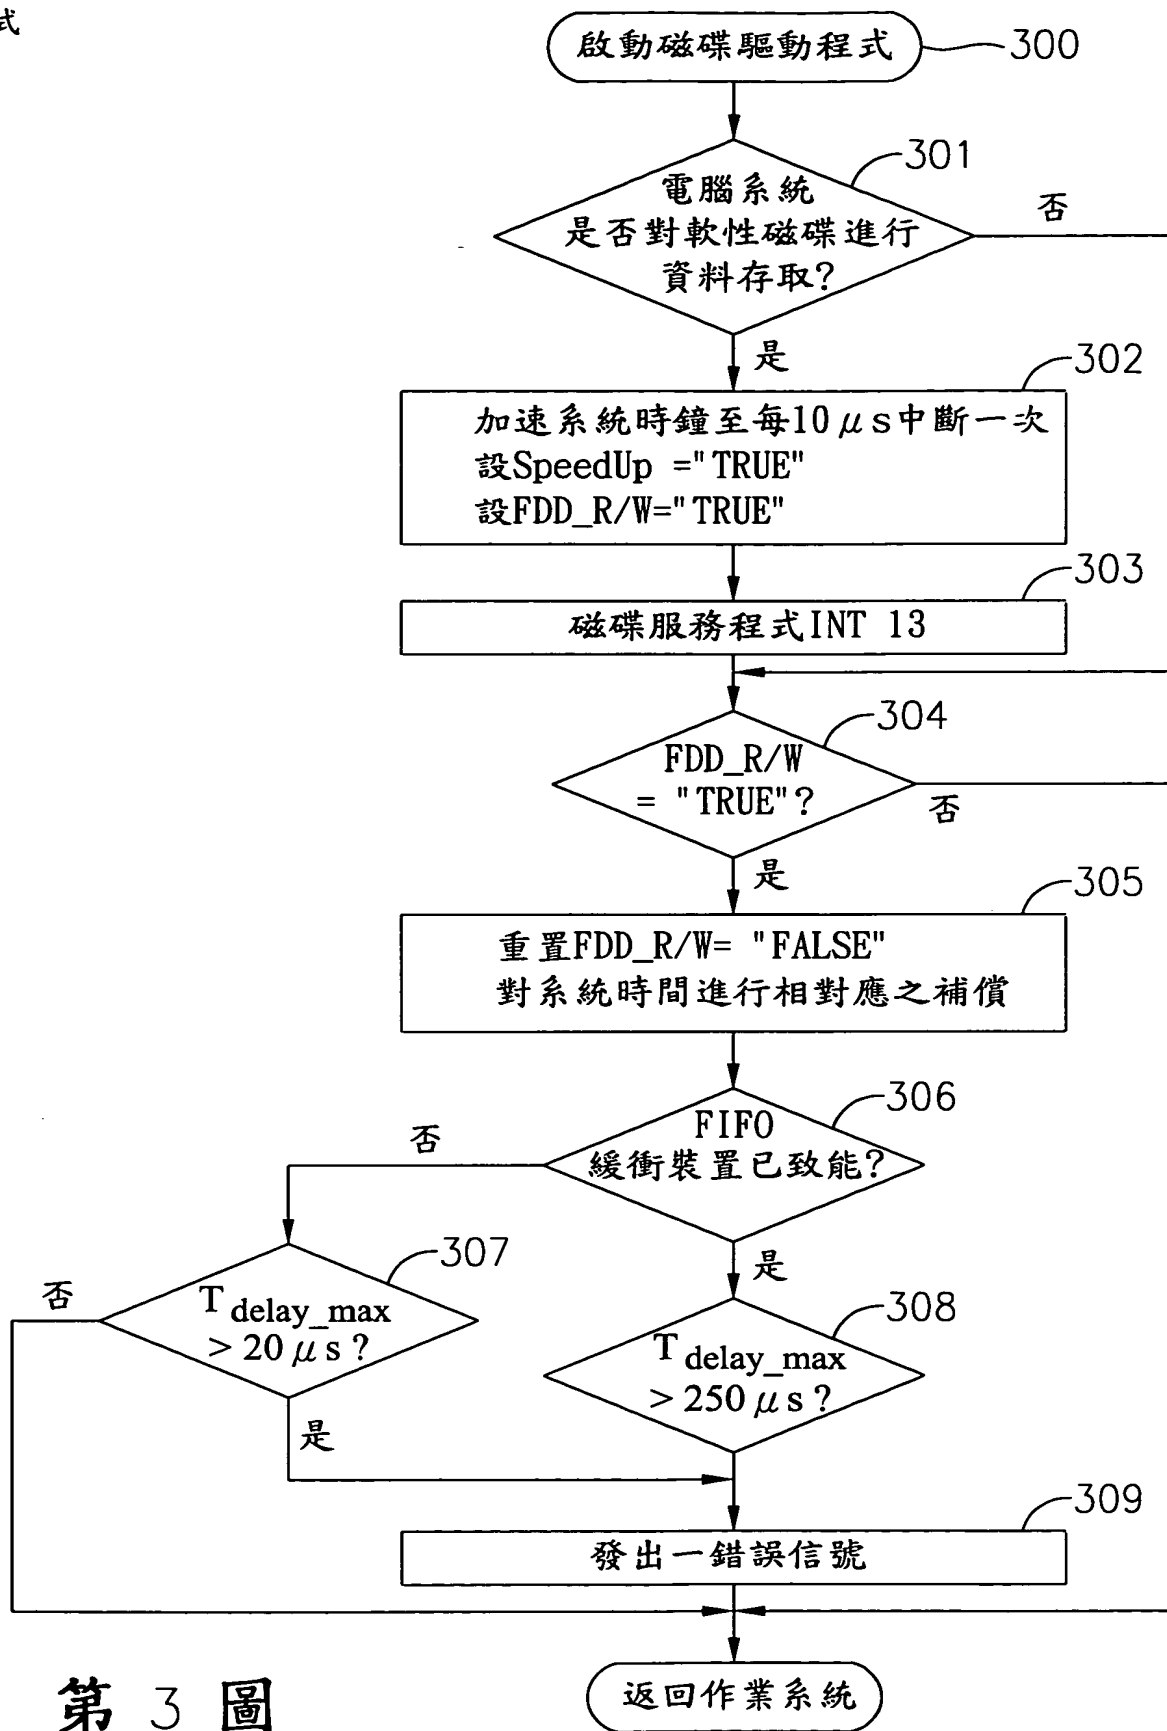 式
啟動磁碟驅動程式
300
301
電腦系統
是否對軟性磁碟進行
資料存取?
否
是
302
加速系統時鐘至每10μs中斷一次
設SpeedUp ="TRUE"
設FDD_R/W="TRUE"
303
磁碟服務程式INT 13
304
FDD_R/W
= "TRUE"?
否
是
305
重置FDD_R/W= "FALSE"
對系統時間進行相對應之補償
306
FIFO
緩衝裝置已致能?
否
是
307
T delay_max
> 20 μs ?
否
是
308
T delay_max
> 250 μs ?
309
發出一錯誤信號
返回作業系統
第 3 圖